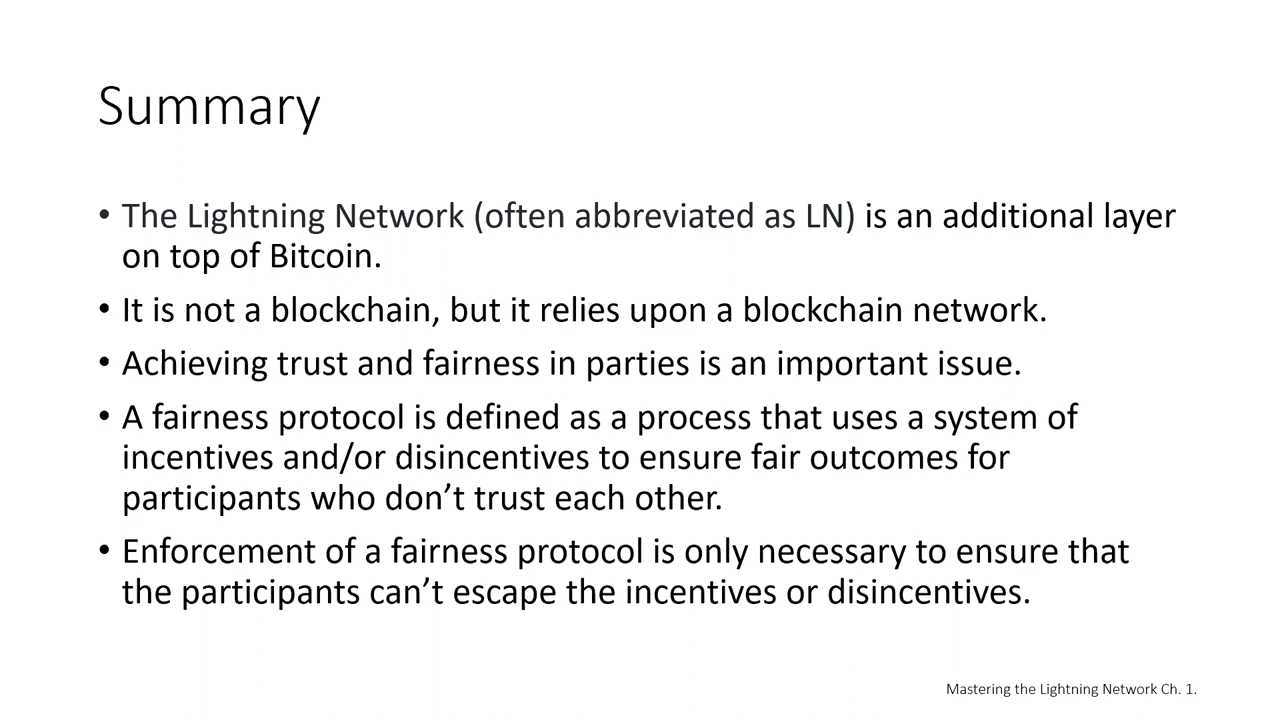 Summary
• The Lightning Network (often abbreviated as LN) is an additional layer
on top of Bitcoin.
• It is not a blockchain, but it relies upon a blockchain network.
• Achieving trust and fairness in parties is an important issue.
• A fairness protocol is defined as a process that uses a system of
incentives and/or disincentives to ensure fair outcomes for
participants who don’t trust each other.
• Enforcement of a fairness protocol is only necessary to ensure that
the participants can’t escape the incentives or disincentives.
Mastering the Lightning Network Ch. 1.